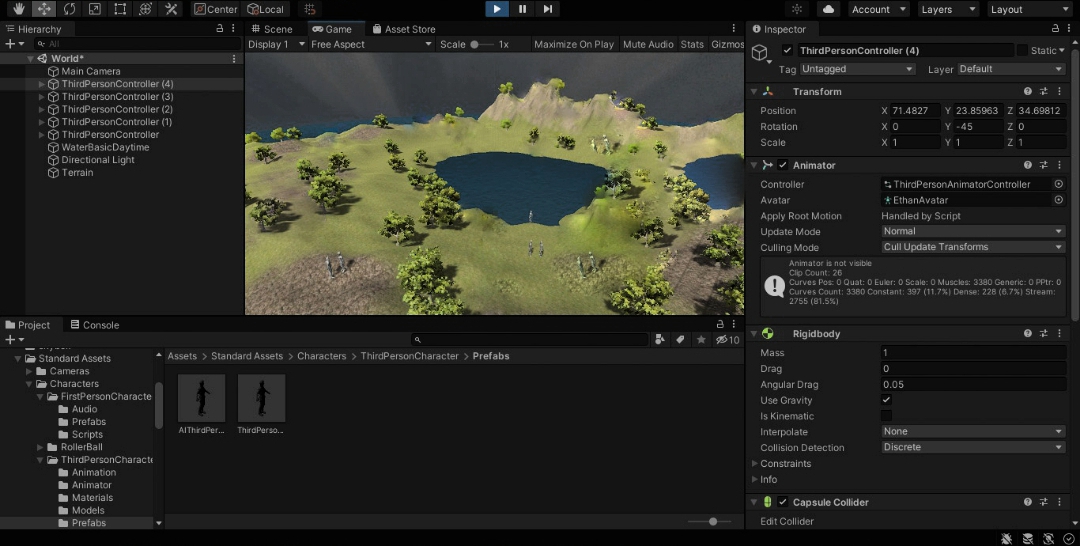 Center
Local
Account
Layers
Layout
Hierarchy
All
World*
Main Camera
ThirdPersonController (4)
ThirdPersonController (3)
ThirdPersonController (2)
ThirdPersonController (1)
ThirdPersonController
WaterBasicDaytime
Directional Light
Terrain
Scene
Game
Asset Store
Display 1
Free Aspect
Scale
1x
Maximize On Play
Mute Audio
Stats
Gizmos
Inspector
ThirdPersonController (4)
Static
Tag Untagged
Layer Default
Transform
Position X 71.4827 Y 23.85963 Z 34.69812
Rotation X 0 Y -45 Z 0
Scale X 1 Y 1 Z 1
Animator
Controller ThirdPersonAnimatorController
Avatar EthanAvatar
Apply Root Motion Handled by Script
Update Mode Normal
Culling Mode Cull Update Transforms
Animator is not visible
Clip Count: 26
Curves Pos: 0 Quat: 0 Euler: 0 Scale: 0 Muscles: 3380 Generic: 0 PPtr: 0
Curves Count: 3380 Constant: 397 (11.7%) Dense: 228 (6.7%) Stream:
2755 (81.5%)
Rigidbody
Mass 1
Drag 0
Angular Drag 0.05
Use Gravity
Is Kinematic
Interpolate None
Collision Detection Discrete
Constraints
Info
Capsule Collider
Edit Collider
Project
Console
10
Standard Assets
Cameras
Characters
FirstPersonCharacte
Audio
Prefabs
Scripts
RollerBall
ThirdPersonCharacte
Animation
Animator
Materials
Models
Prefabs
Assets > Standard Assets > Characters > ThirdPersonCharacter > Prefabs
AIThirdPer...
ThirdPerso...